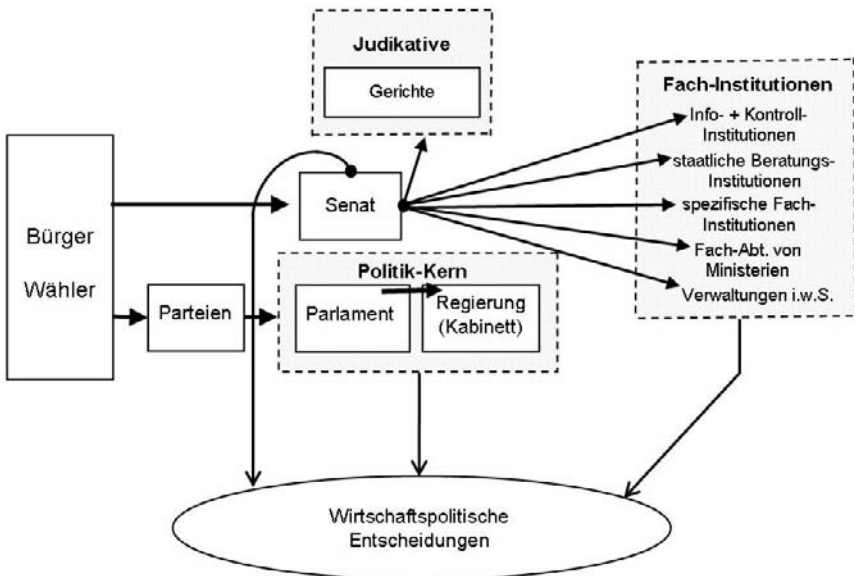 Judikative
Gerichte
Fach-Institutionen
Info- + Kontroll-
Institutionen
staatliche Beratungs-
Institutionen
spezifische Fach-
Institutionen
Fach-Abt. von
Ministerien
Verwaltungen i.w.S.
Bürger
Wähler
Senat
Parteien
Politik-Kern
Parlament
Regierung
(Kabinett)
Wirtschaftspolitische
Entscheidungen